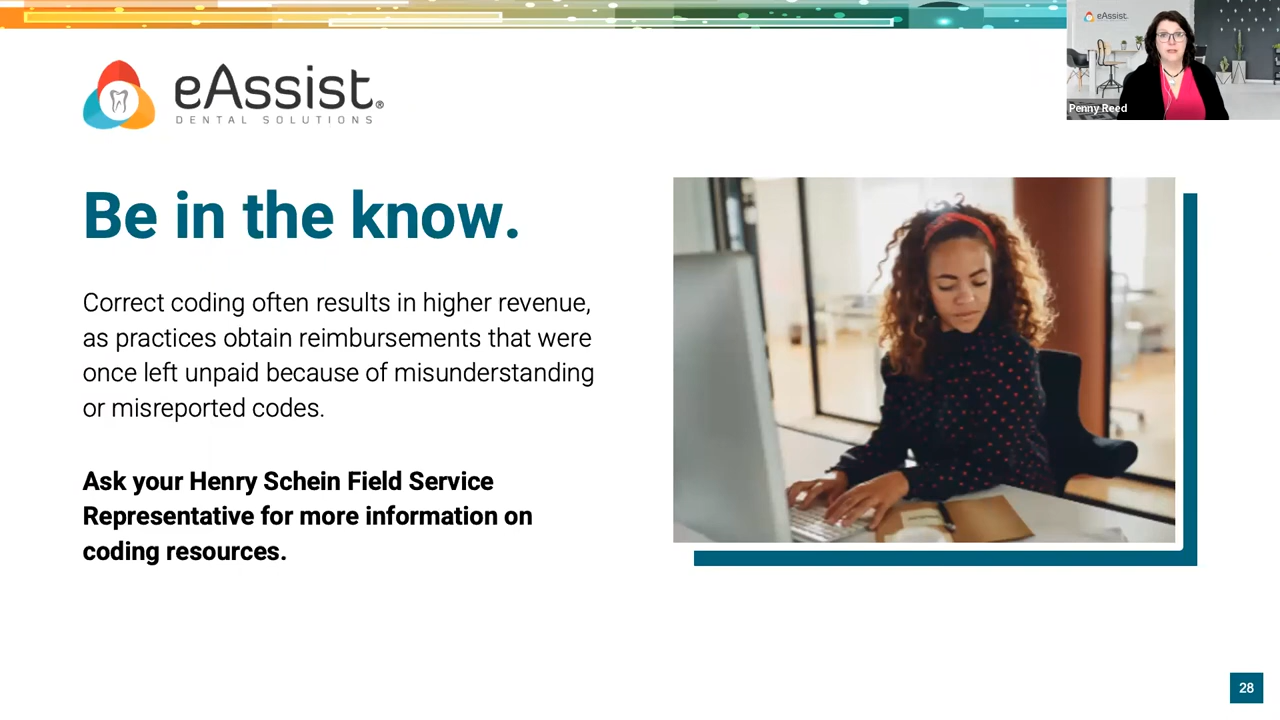 eAssist.
Penny Reed
eAssist.®
DENTAL SOLUTIONS
Be in the know.
Correct coding often results in higher revenue,
as practices obtain reimbursements that were
once left unpaid because of misunderstanding
or misreported codes.
Ask your Henry Schein Field Service
Representative for more information on
coding resources.
28